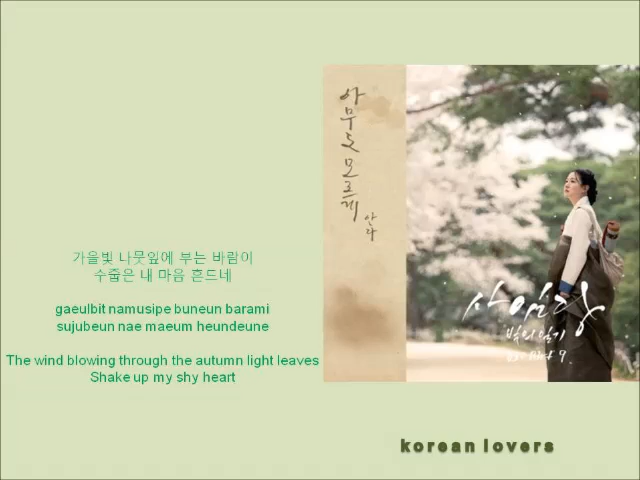 가을빛 나뭇잎에 부는 바람이
수줍은 내 마음 흔드네
gaeulbit namusipe buneun barami
sujubeun nae maeum heundeune
The wind blowing through the autumn light leaves
Shake up my shy heart
아무도 모르게
안다
사임당
빛의 일기
OST Part 9
korean lovers